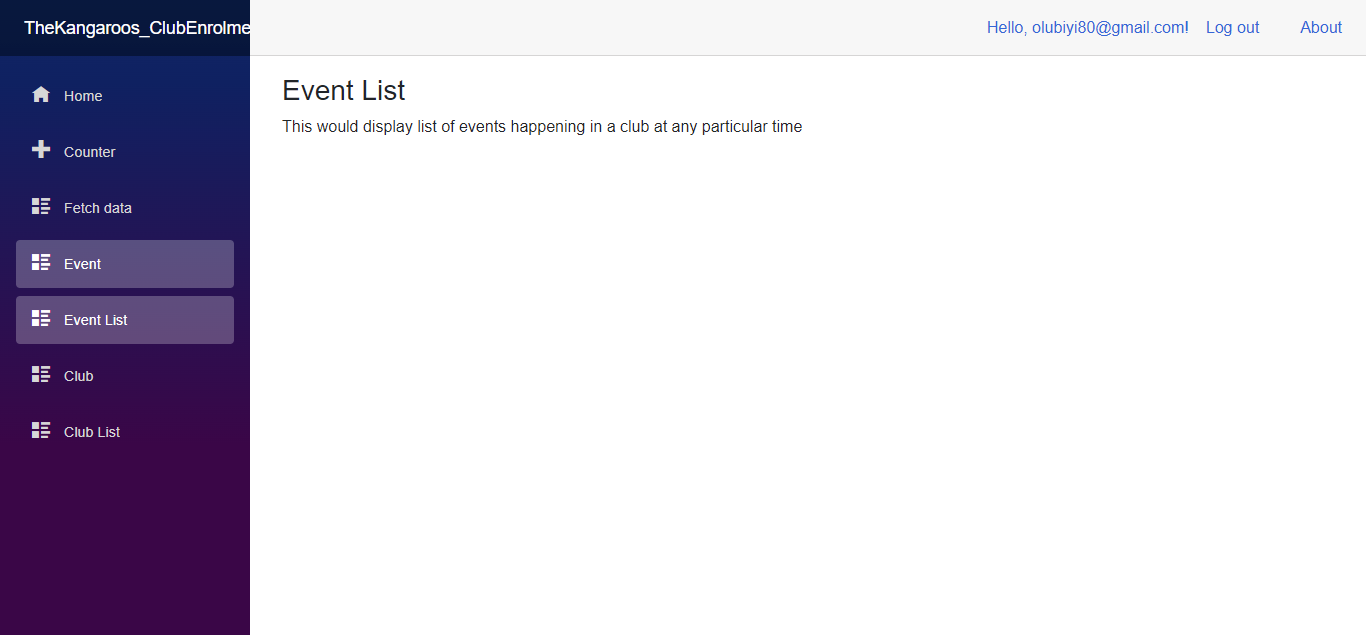 TheKangaroos_ClubEnrolme
Hello, olubiyi80@gmail.com! Log out About
Home
Counter
Fetch data
Event
Event List
Club
Club List
Event List
This would display list of events happening in a club at any particular time